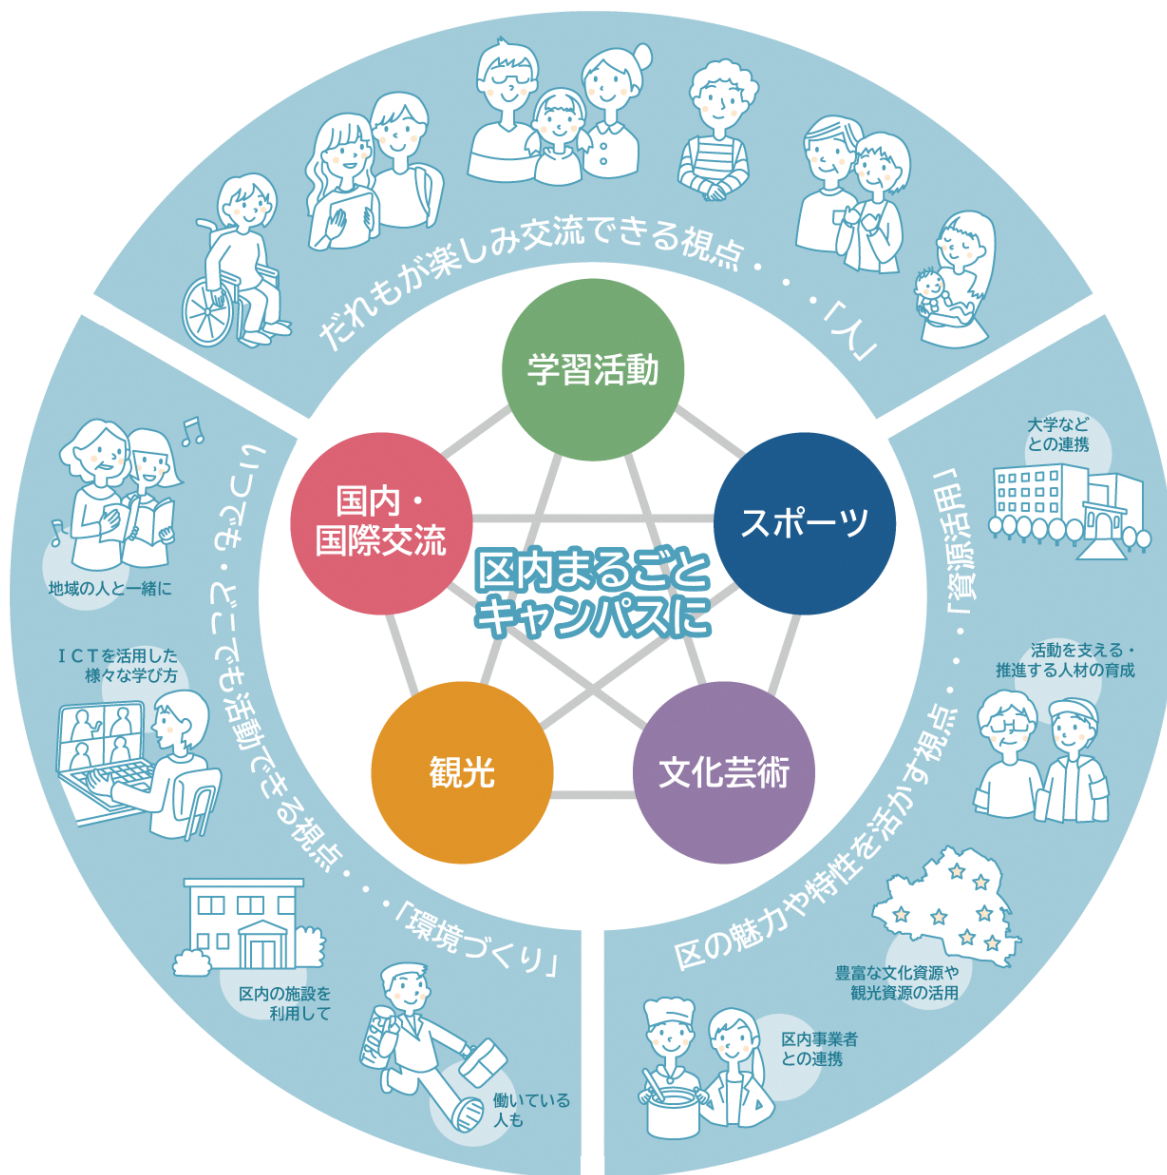 だれもが楽しみ交流できる視点・・・「人」
学習活動
国内・
国際交流
スポーツ
区内まるごと
キャンパスに
観光
文化芸術
いつでも・どこでも活動できる視点・・・「環境づくり」
地域の人と一緒に
ＩＣＴを活用した
様々な学び方
区内の施設を
利用して
働いている
人も
区の魅力や特性を活かす視点・・・「資源活用」
大学など
との連携
活動を支える・
推進する人材の育成
豊富な文化資源や
観光資源の活用
区内事業者
との連携